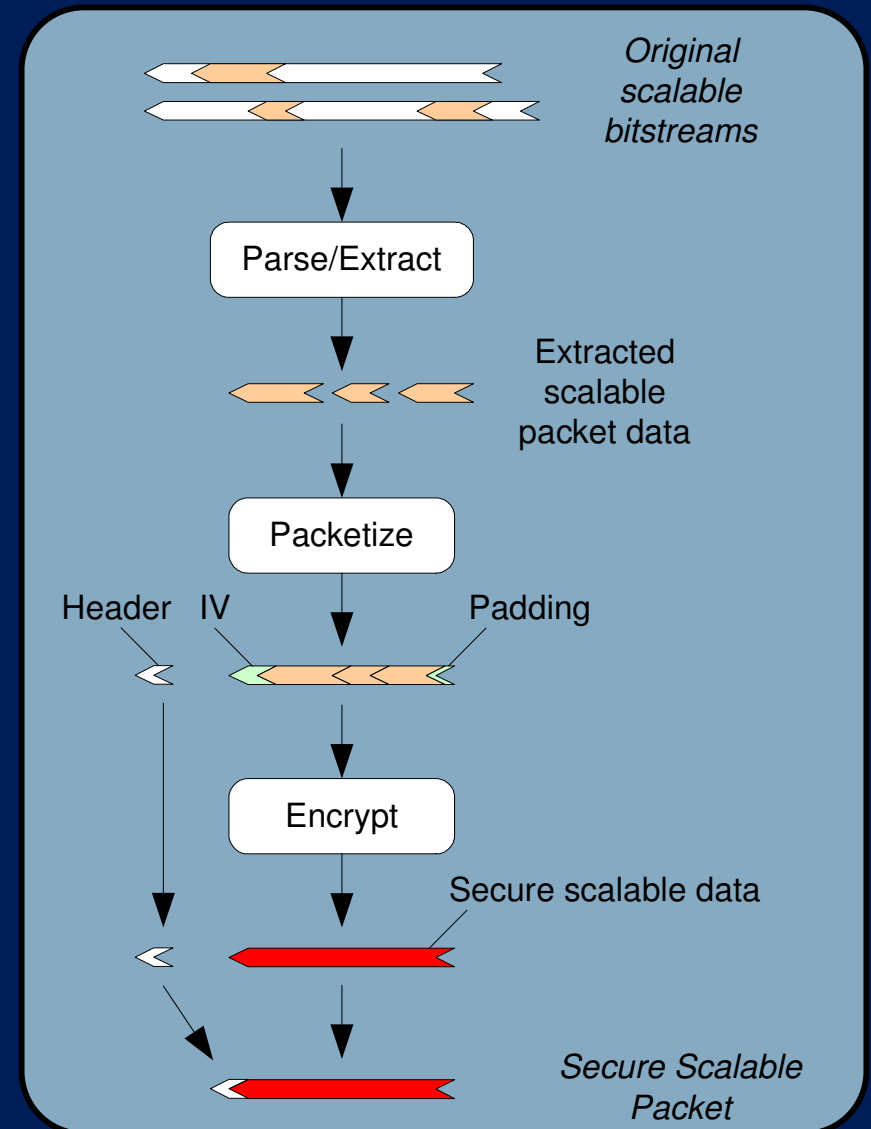 Original
scalable
bitstreams
Parse/Extract
Extracted
scalable
packet data
Packetize
Header IV Padding
Encrypt
Secure scalable data
Secure Scalable
Packet